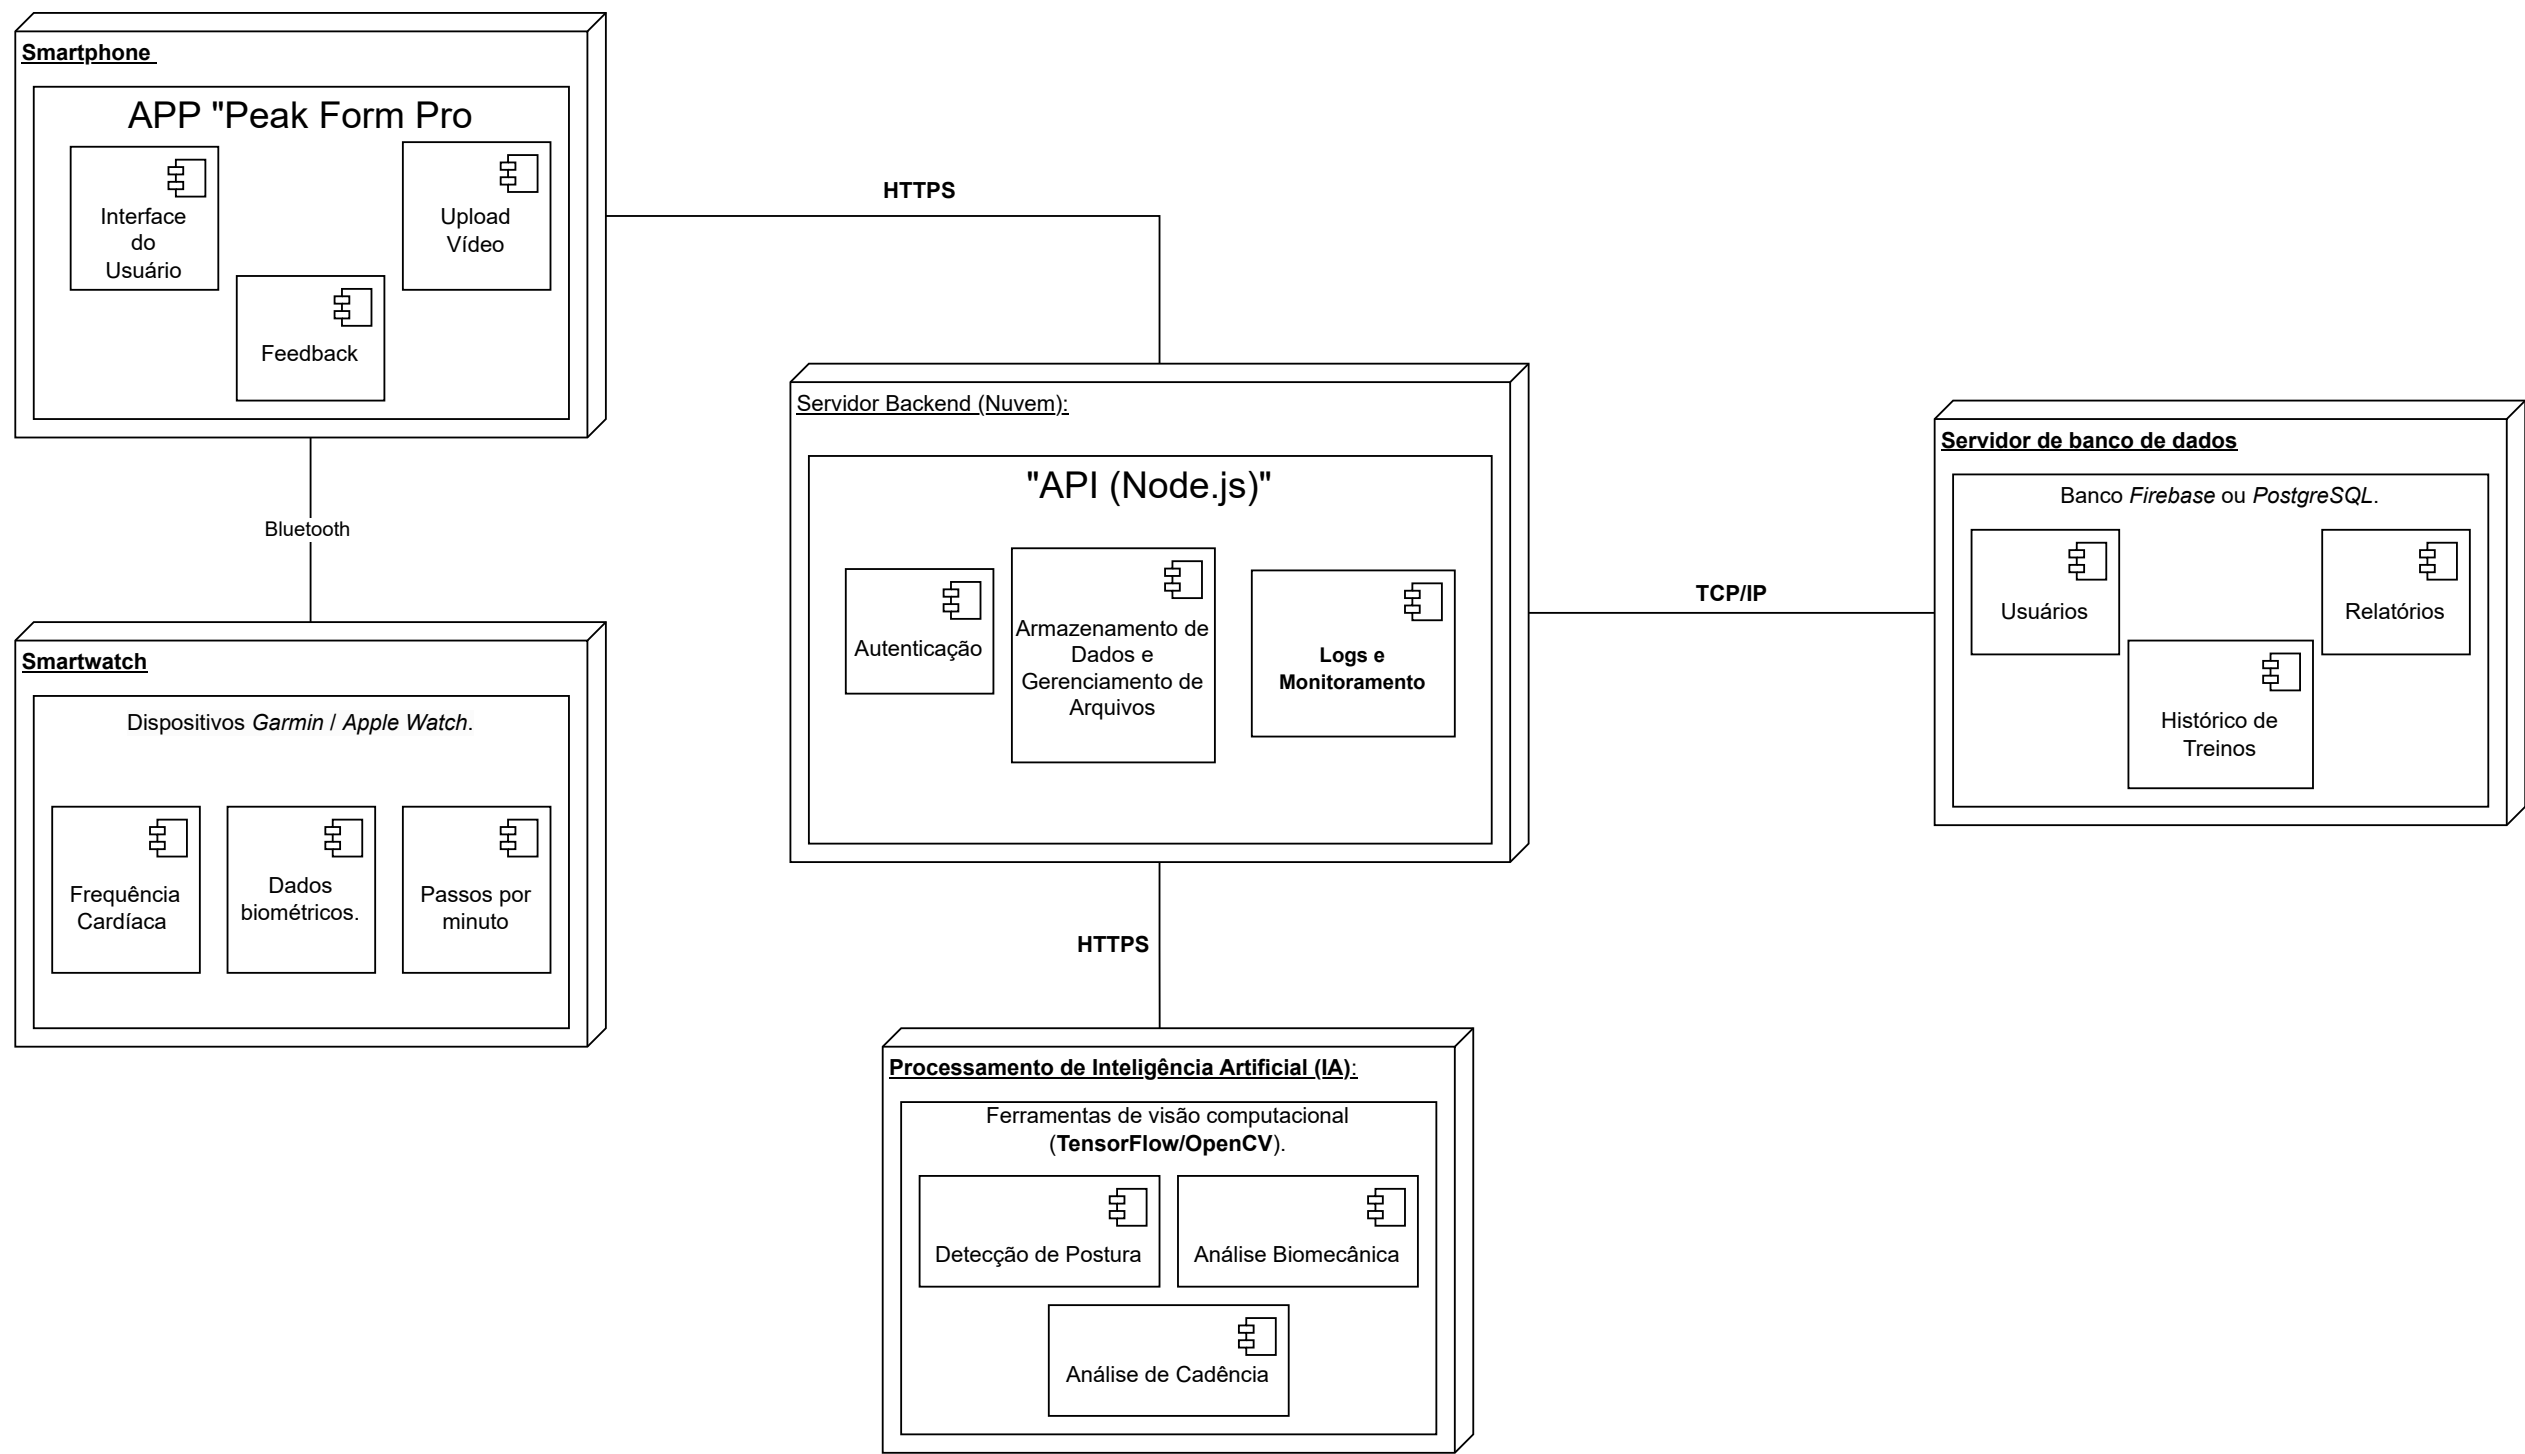 Smartphone
APP "Peak Form Pro
Interface
do
Usuário
Upload
Vídeo
Feedback
HTTPS
Bluetooth
Smartwatch
Dispositivos Garmin / Apple Watch.
Frequência
Cardíaca
Dados
biométricos.
Passos por
minuto
Servidor Backend (Nuvem):
"API (Node.js)"
Autenticação
Armazenamento de
Dados e
Gerenciamento de
Arquivos
Logs e
Monitoramento
TCP/IP
Servidor de banco de dados
Banco Firebase ou PostgreSQL.
Usuários
Relatórios
Histórico de
Treinos
HTTPS
Processamento de Inteligência Artificial (IA):
Ferramentas de visão computacional
(TensorFlow/OpenCV).
Detecção de Postura
Análise Biomecânica
Análise de Cadência